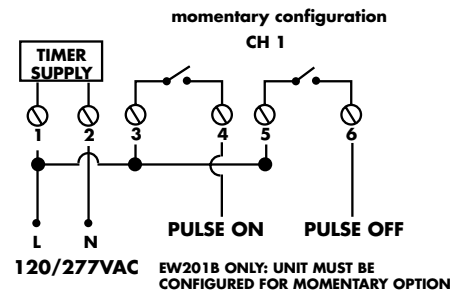 momentary configuration
CH 1
TIMER
SUPPLY
1 2 3 4 5 6
L N
PULSE ON PULSE OFF
120/277VAC
EW201B ONLY: UNIT MUST BE
CONFIGURED FOR MOMENTARY OPTION